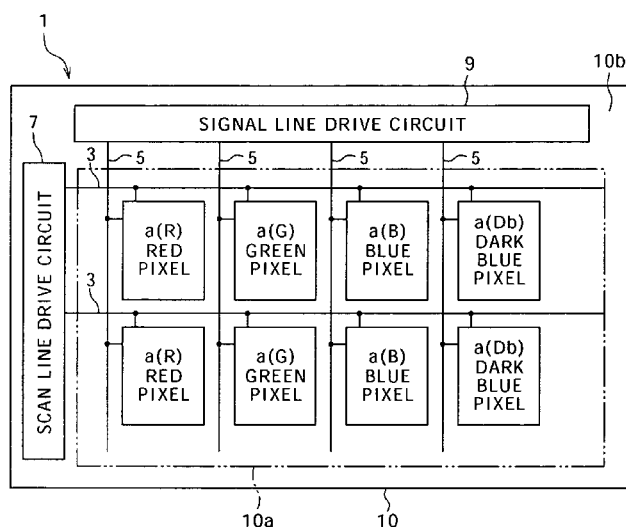 1
9
10b
7
SIGNAL LINE DRIVE CIRCUIT
3
5
5
5
5
SCAN LINE DRIVE CIRCUIT
a(R)
RED
PIXEL
a(G)
GREEN
PIXEL
a(B)
BLUE
PIXEL
a(Db)
DARK
BLUE
PIXEL
3
a(R)
RED
PIXEL
a(G)
GREEN
PIXEL
a(B)
BLUE
PIXEL
a(Db)
DARK
BLUE
PIXEL
10a
10